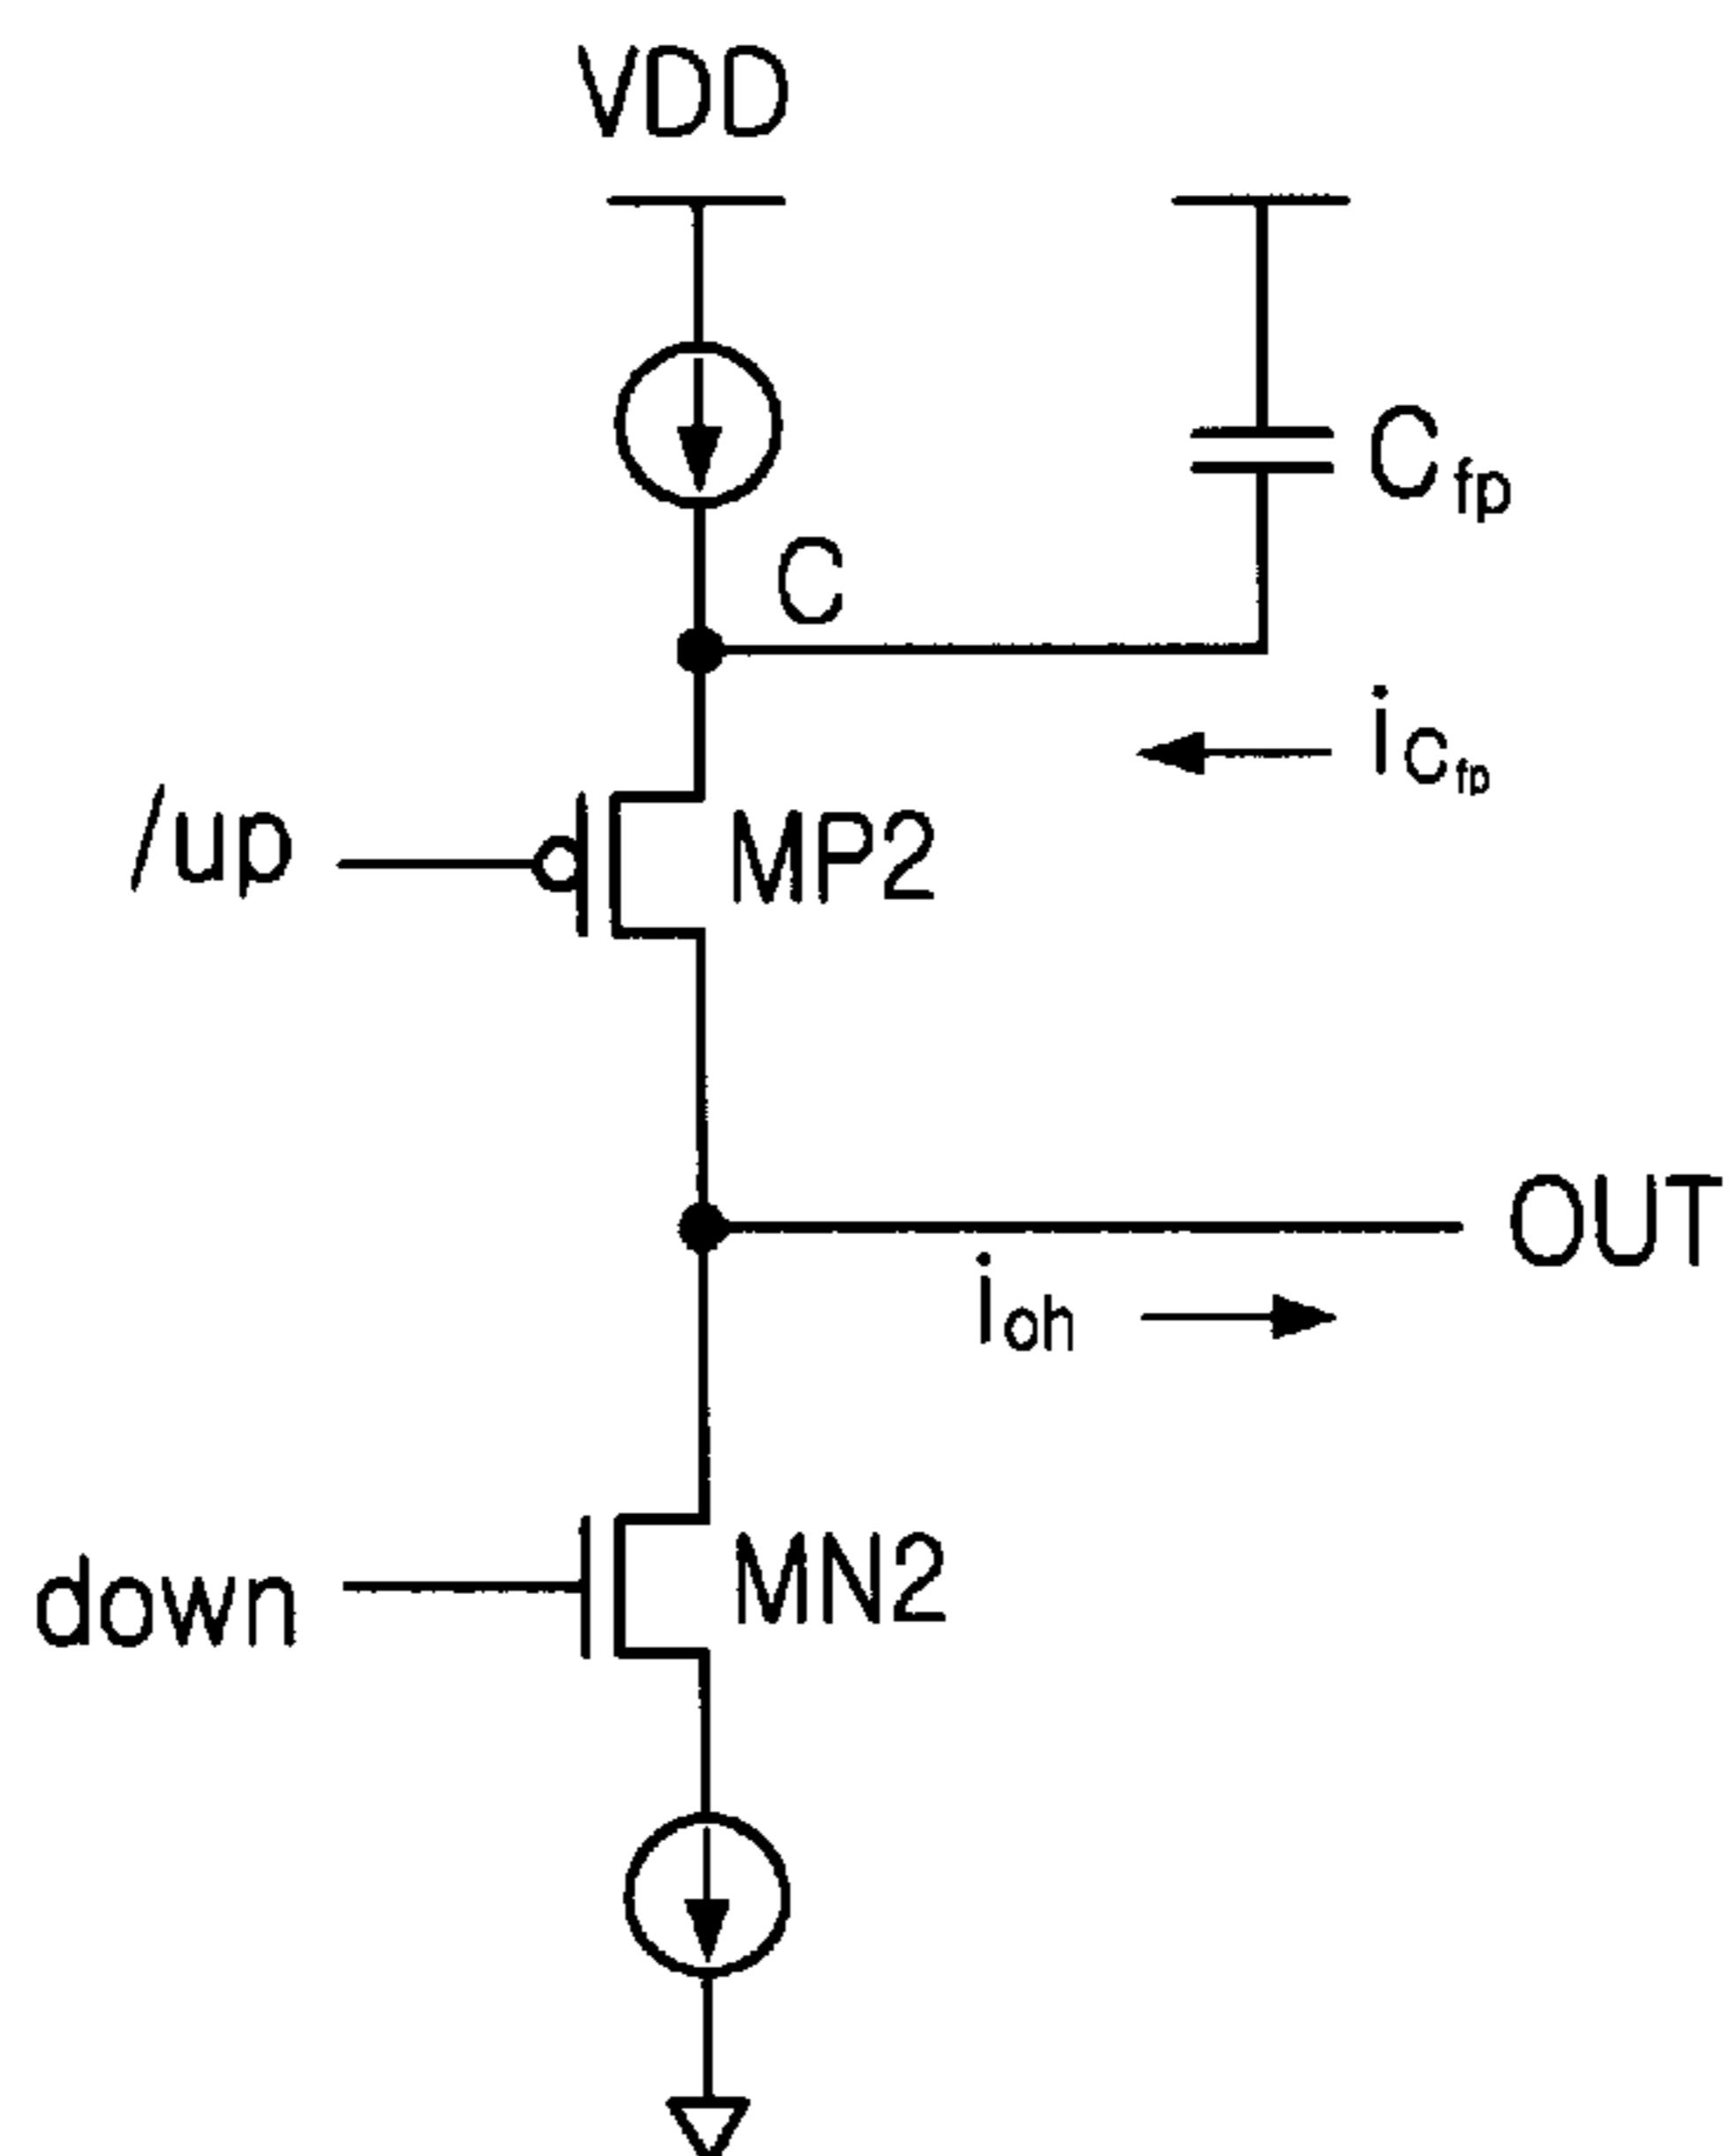 VDD
Cfp
C
iCfp
/up
MP2
OUT
ioh
down
MN2